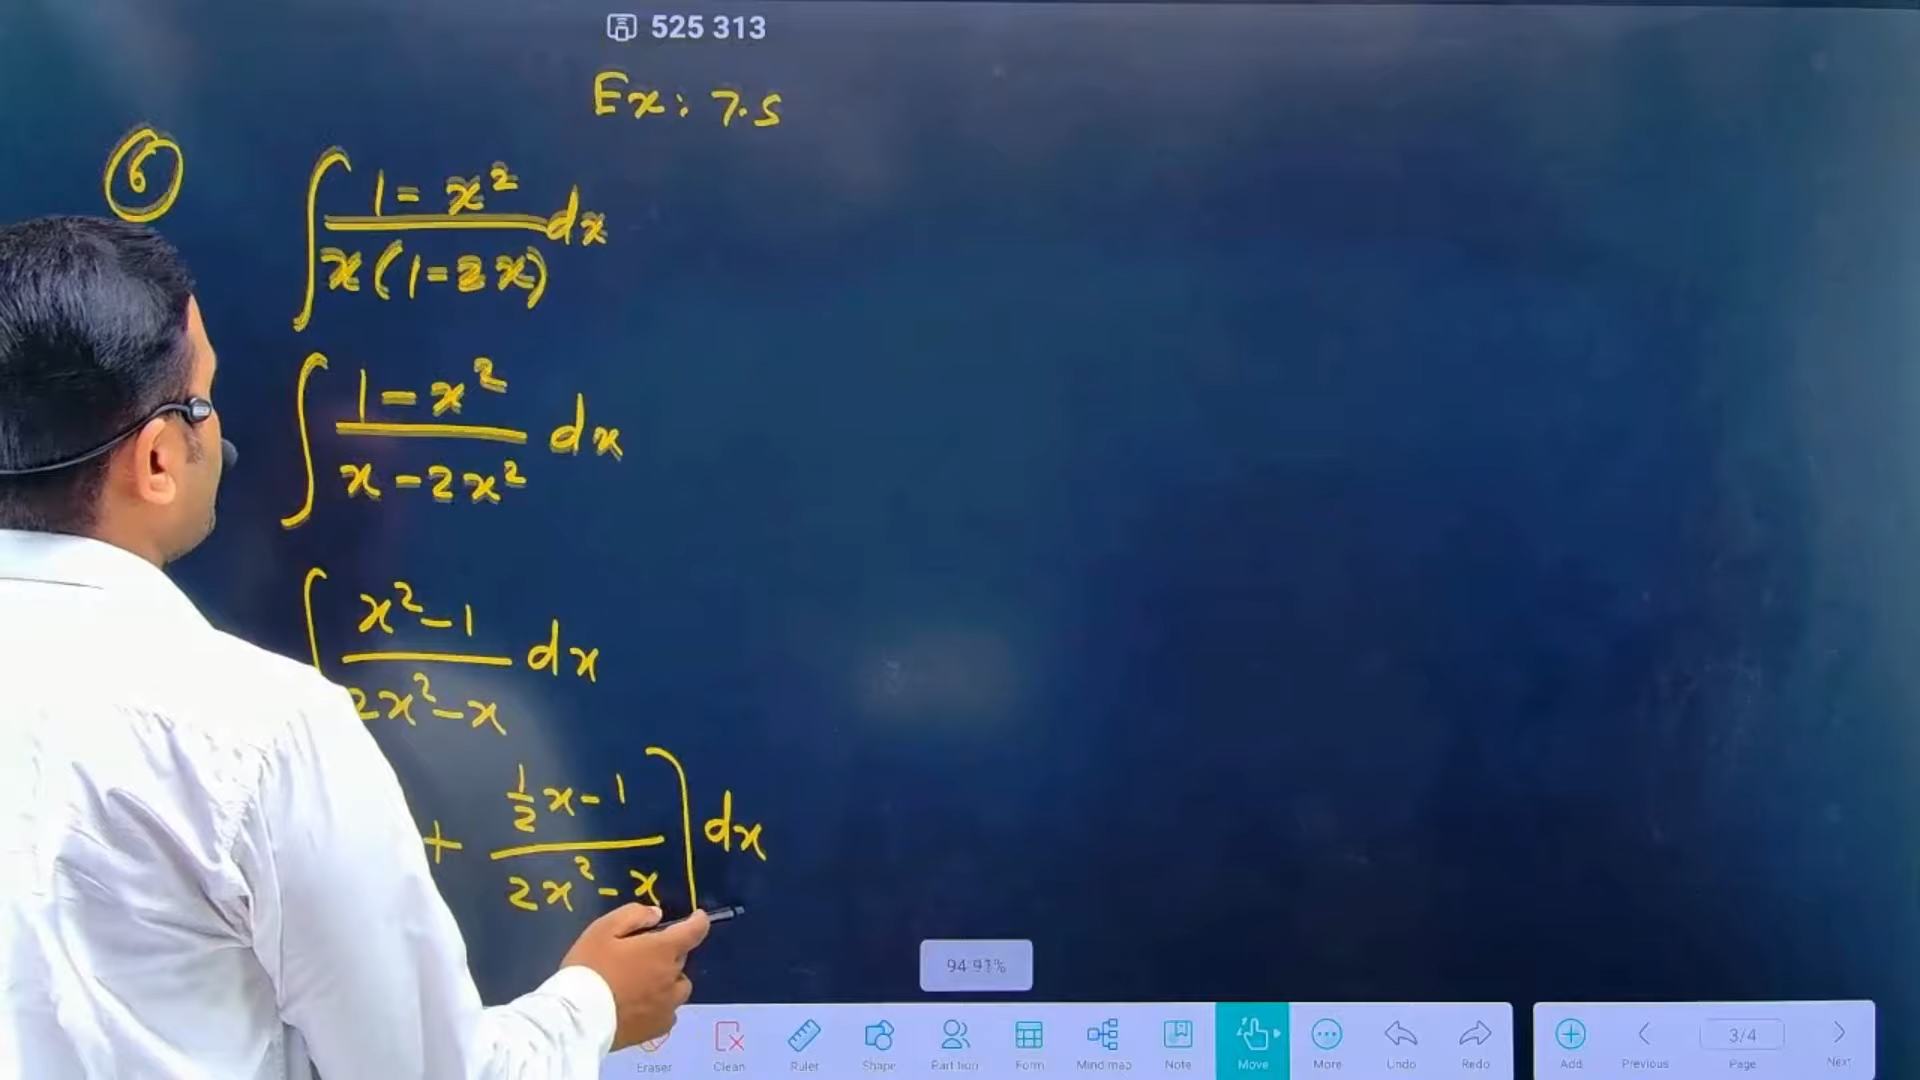 525 313
Ex: 7.5
6
∫ 1 - x² / x(1-2x) dx
∫ 1 - x² / x - 2x² dx
∫ x² - 1 / 2x² - x dx
+ ½x - 1 / 2x² - x ] dx
94.91%
Eraser Clean Ruler Shape Partition Form Mind map Note Move More Undo Redo Add Previous 3/4 Page Next